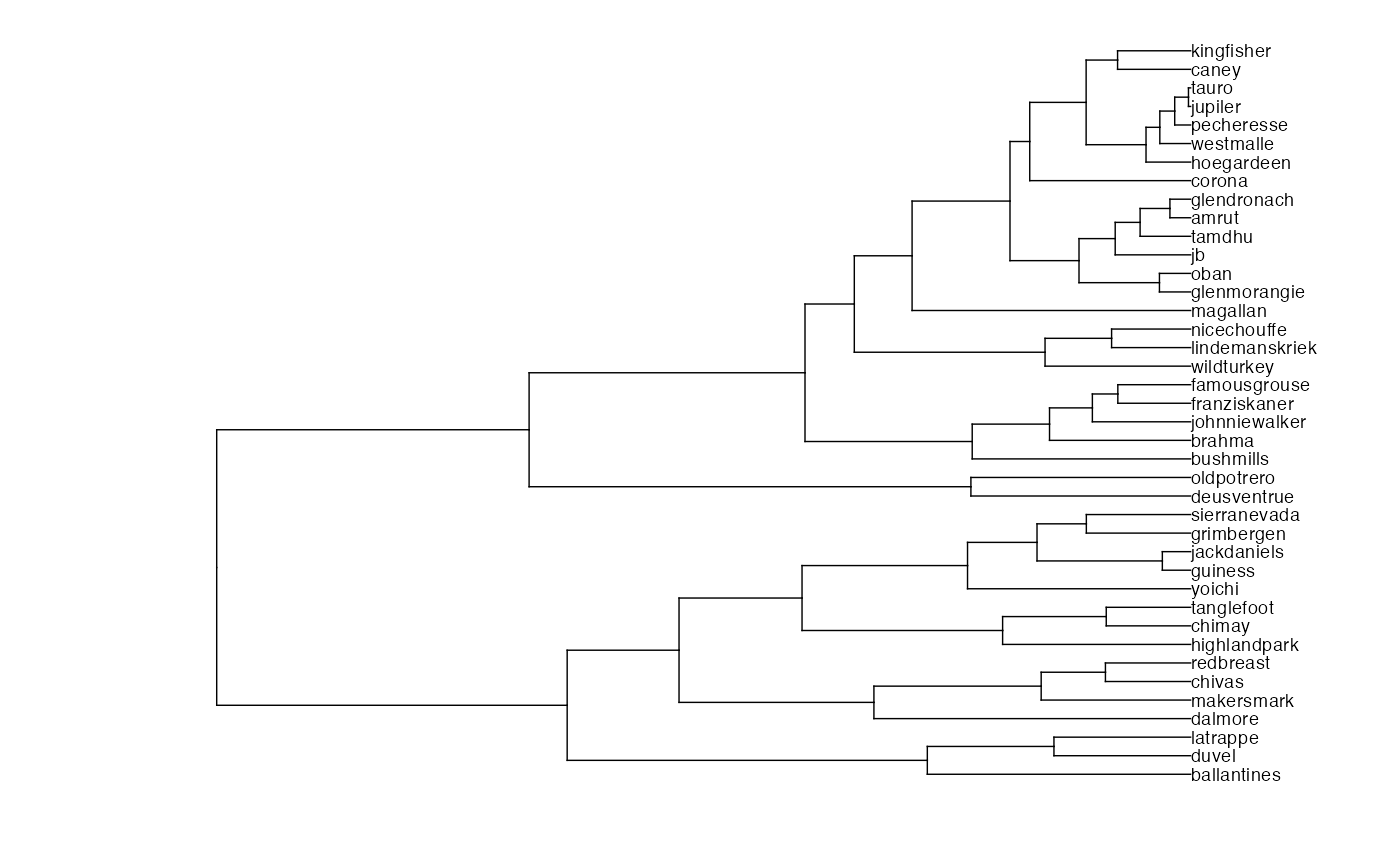 kingfisher
caney
tauro
jupiler
pecheresse
westmalle
hoegardeen
corona
glendronach
amrut
tamdhu
jb
oban
glenmorangie
magallan
nicechouffe
lindemanskriek
wildturkey
famousgrouse
franziskaner
johnniewalker
brahma
bushmills
oldpotrero
deusventrue
sierranevada
grimbergen
jackdaniels
guiness
yoichi
tanglefoot
chimay
highlandpark
redbreast
chivas
makersmark
dalmore
latrappe
duvel
ballantines